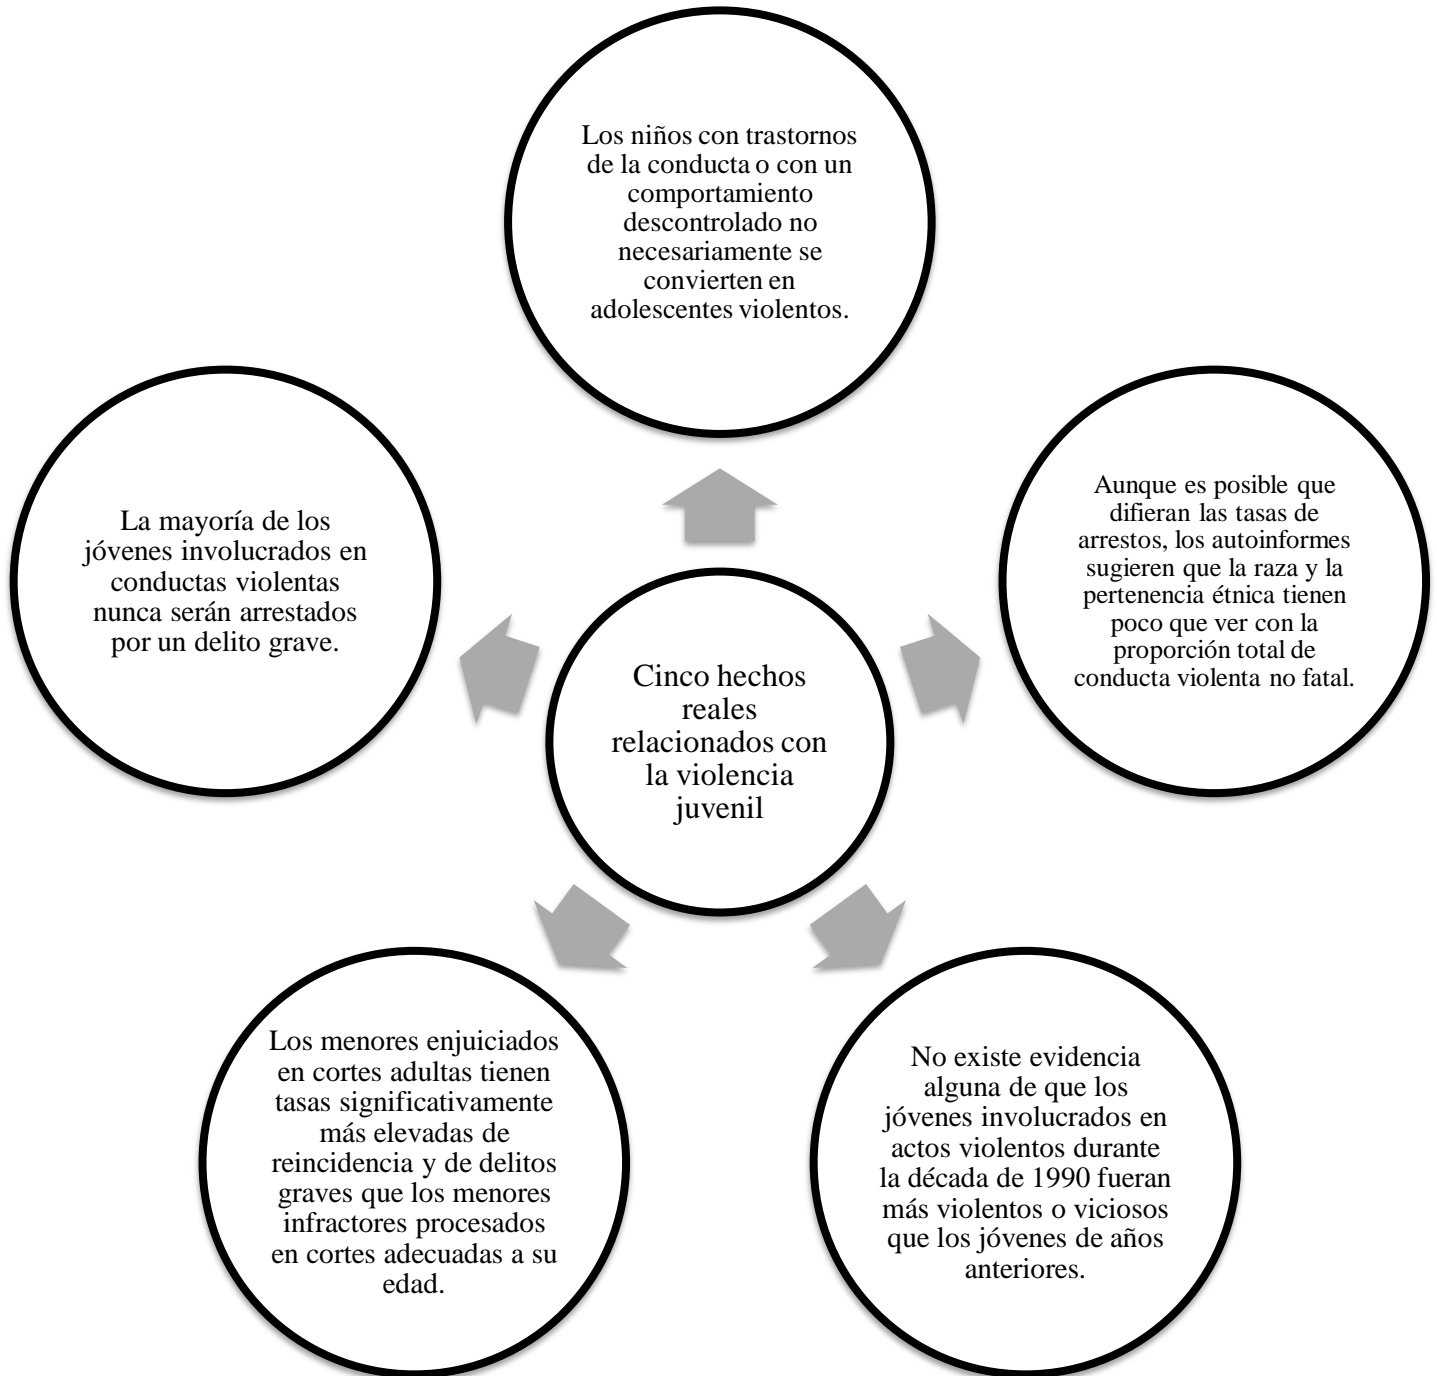 Los niños con trastornos
de la conducta o con un
comportamiento
descontrolado no
necesariamente se
convierten en
adolescentes violentos.
La mayoría de los
jóvenes involucrados en
conductas violentas
nunca serán arrestados
por un delito grave.
Aunque es posible que
difieran las tasas de
arrestos, los autoinformes
sugieren que la raza y la
pertenencia étnica tienen
poco que ver con la
proporción total de
conducta violenta no fatal.
Cinco hechos
reales
relacionados con
la violencia
juvenil
Los menores enjuiciados
en cortes adultas tienen
tasas significativamente
más elevadas de
reincidencia y de delitos
graves que los menores
infractores procesados
en cortes adecuadas a su
edad.
No existe evidencia
alguna de que los
jóvenes involucrados en
actos violentos durante
la década de 1990 fueran
más violentos o viciosos
que los jóvenes de años
anteriores.